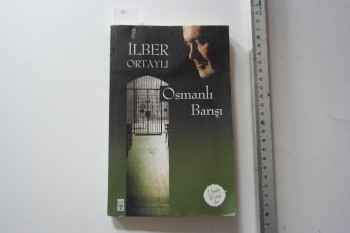 İLBER
ORTAYLI
Osmanlı
Barışı